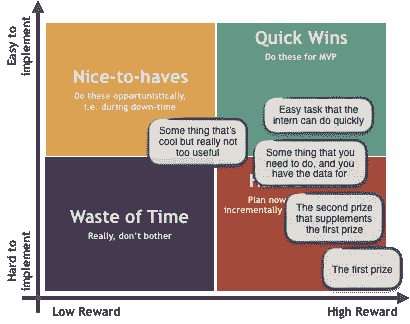 Easy to
implement
Hard to
implement
Nice-to-haves
Do these opportunistically,
i.e. during down-time
Quick Wins
Do these for MVP
Easy task that the
intern can do quickly
Some thing that's
cool but really not
too useful
Some thing that you
need to do, and you
have the data for
Waste of Time
Really, don't bother
Plan now
incrementally
The second prize
that supplements
the first prize
The first prize
Low Reward
High Reward